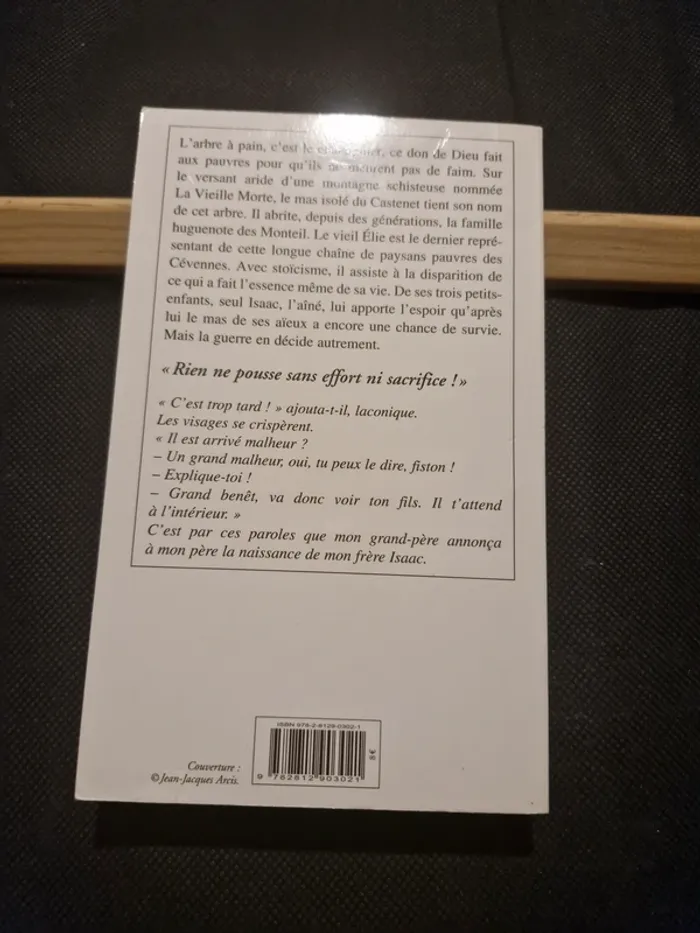 L'arbre à pain, c'est le châtaignier, ce don de Dieu fait
aux pauvres pour qu'ils ne meurent pas de faim. Sur
le versant aride d'une montagne schisteuse nommée
La Vieille Morte, le mas isolé du Castenet tient son nom
de cet arbre. Il abrite, depuis des générations, la famille
huguenote des Monteil. Le vieil Élie est le dernier repré-
sentant de cette longue chaîne de paysans pauvres des
Cévennes. Avec stoïcisme, il assiste à la disparition de
ce qui a fait l'essence même de sa vie. De ses trois petits-
enfants, seul Isaac, l'aîné, lui apporte l'espoir qu'après
lui le mas de ses aïeux a encore une chance de survie.
Mais la guerre en décide autrement.
« Rien ne pousse sans effort ni sacrifice ! »
« C'est trop tard ! » ajouta-t-il, laconique.
Les visages se crispèrent.
« Il est arrivé malheur ?
– Un grand malheur, oui, tu peux le dire, fiston !
– Explique-toi !
– Grand benêt, va donc voir ton fils. Il t'attend
à l'intérieur. »
C'est par ces paroles que mon grand-père annonça
à mon père la naissance de mon frère Isaac.
ISBN 978-2-8129-0302-1
8€
Couverture :
© Jean-Jacques Arcis.
9 782812 903021